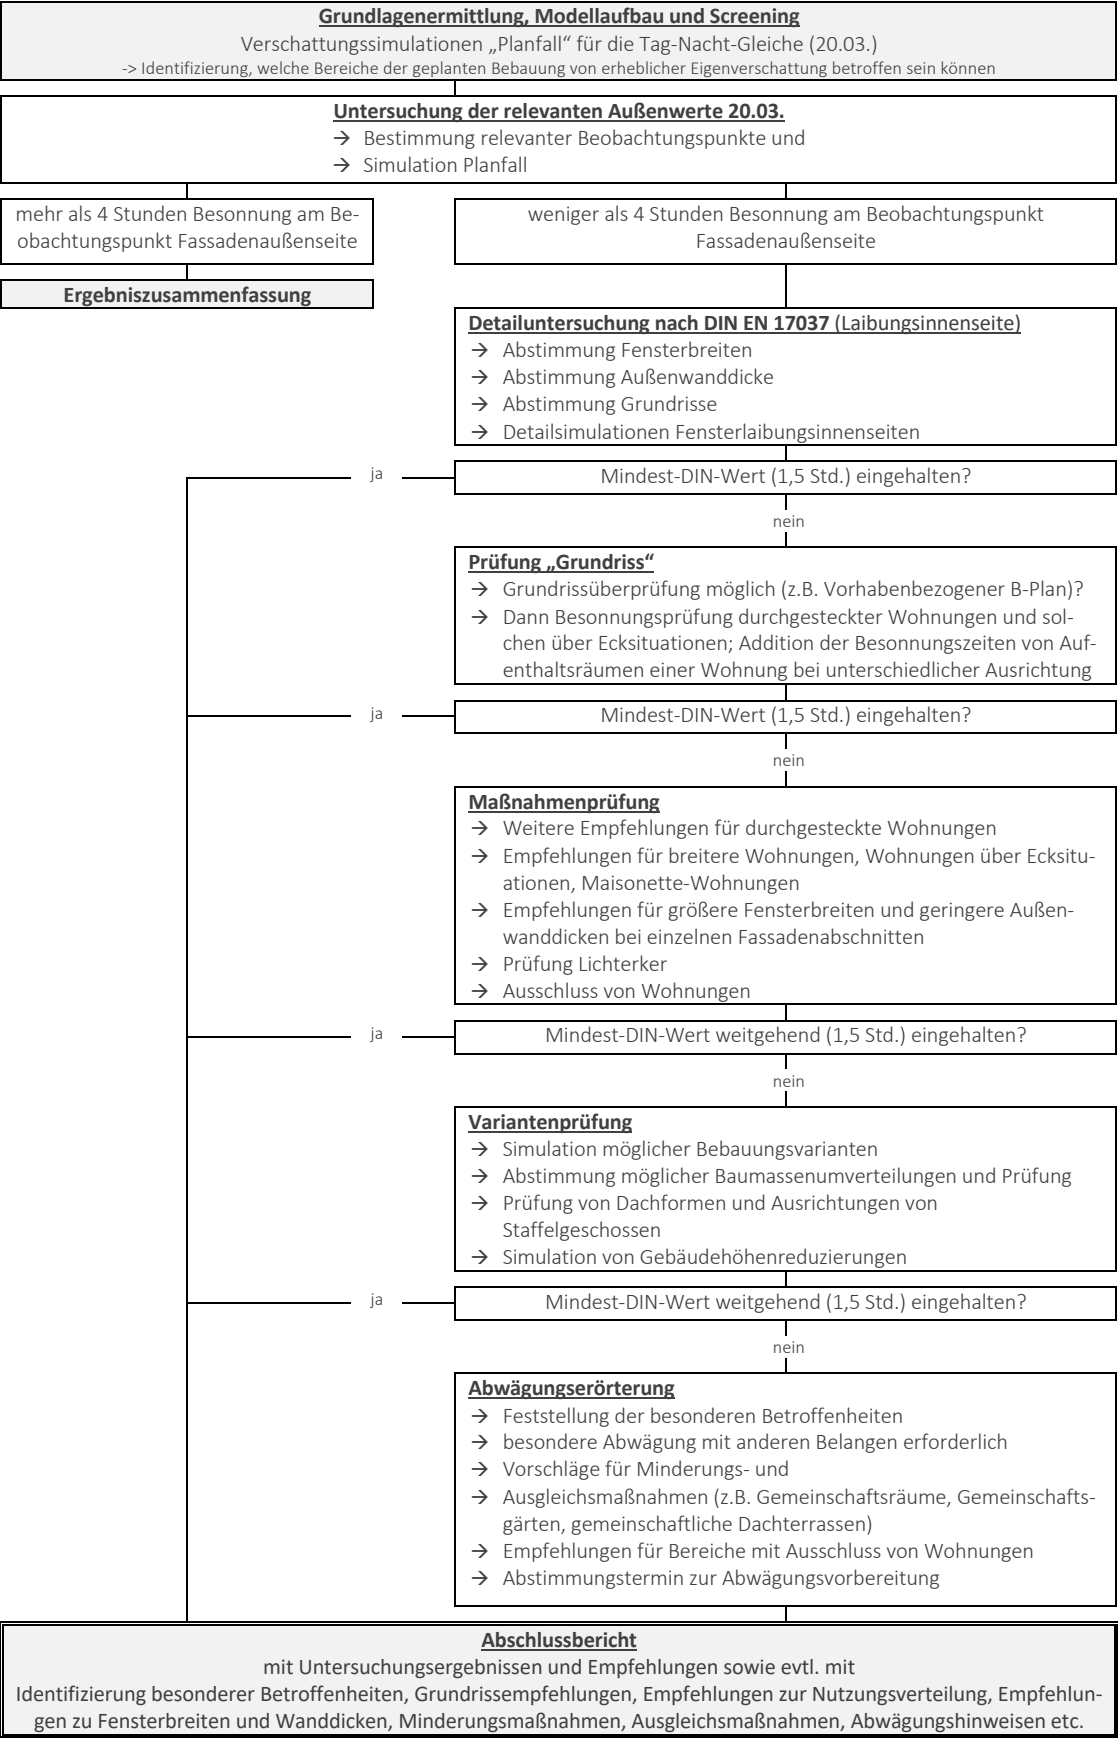 Grundlagenermittlung, Modellaufbau und Screening
Verschattungssimulationen „Planfall“ für die Tag-Nacht-Gleiche (20.03.)
-> Identifizierung, welche Bereiche der geplanten Bebauung von erheblicher Eigenverschattung betroffen sein können
Untersuchung der relevanten Außenwerte 20.03.
→ Bestimmung relevanter Beobachtungspunkte und
→ Simulation Planfall
mehr als 4 Stunden Besonnung am Be-
obachtungspunkt Fassadenaußenseite
weniger als 4 Stunden Besonnung am Beobachtungspunkt
Fassadenaußenseite
Ergebniszusammenfassung
Detailuntersuchung nach DIN EN 17037 (Laibungsinnenseite)
→ Abstimmung Fensterbreiten
→ Abstimmung Außenwanddicke
→ Abstimmung Grundrisse
→ Detailsimulationen Fensterlaibungsinnenseiten
ja
Mindest-DIN-Wert (1,5 Std.) eingehalten?
nein
Prüfung „Grundriss“
→ Grundrissüberprüfung möglich (z.B. Vorhabenbezogener B-Plan)?
→ Dann Besonnungsprüfung durchgesteckter Wohnungen und sol-
chen über Ecksituationen; Addition der Besonnungszeiten von Auf-
enthaltsräumen einer Wohnung bei unterschiedlicher Ausrichtung
ja
Mindest-DIN-Wert (1,5 Std.) eingehalten?
nein
Maßnahmenprüfung
→ Weitere Empfehlungen für durchgesteckte Wohnungen
→ Empfehlungen für breitere Wohnungen, Wohnungen über Ecksitu-
ationen, Maisonette-Wohnungen
→ Empfehlungen für größere Fensterbreiten und geringere Außen-
wanddicken bei einzelnen Fassadenabschnitten
→ Prüfung Lichterker
→ Ausschluss von Wohnungen
ja
Mindest-DIN-Wert weitgehend (1,5 Std.) eingehalten?
nein
Variantenprüfung
→ Simulation möglicher Bebauungsvarianten
→ Abstimmung möglicher Baumassenumverteilungen und Prüfung
→ Prüfung von Dachformen und Ausrichtungen von
Staffelgeschossen
→ Simulation von Gebäudehöhenreduzierungen
ja
Mindest-DIN-Wert weitgehend (1,5 Std.) eingehalten?
nein
Abwägungserörterung
→ Feststellung der besonderen Betroffenheiten
→ besondere Abwägung mit anderen Belangen erforderlich
→ Vorschläge für Minderungs- und
→ Ausgleichsmaßnahmen (z.B. Gemeinschaftsräume, Gemeinschafts-
gärten, gemeinschaftliche Dachterrassen)
→ Empfehlungen für Bereiche mit Ausschluss von Wohnungen
→ Abstimmungstermin zur Abwägungsvorbereitung
Abschlussbericht
mit Untersuchungsergebnissen und Empfehlungen sowie evtl. mit
Identifizierung besonderer Betroffenheiten, Grundrissempfehlungen, Empfehlungen zur Nutzungsverteilung, Empfehlun-
gen zu Fensterbreiten und Wanddicken, Minderungsmaßnahmen, Ausgleichsmaßnahmen, Abwägungshinweisen etc.